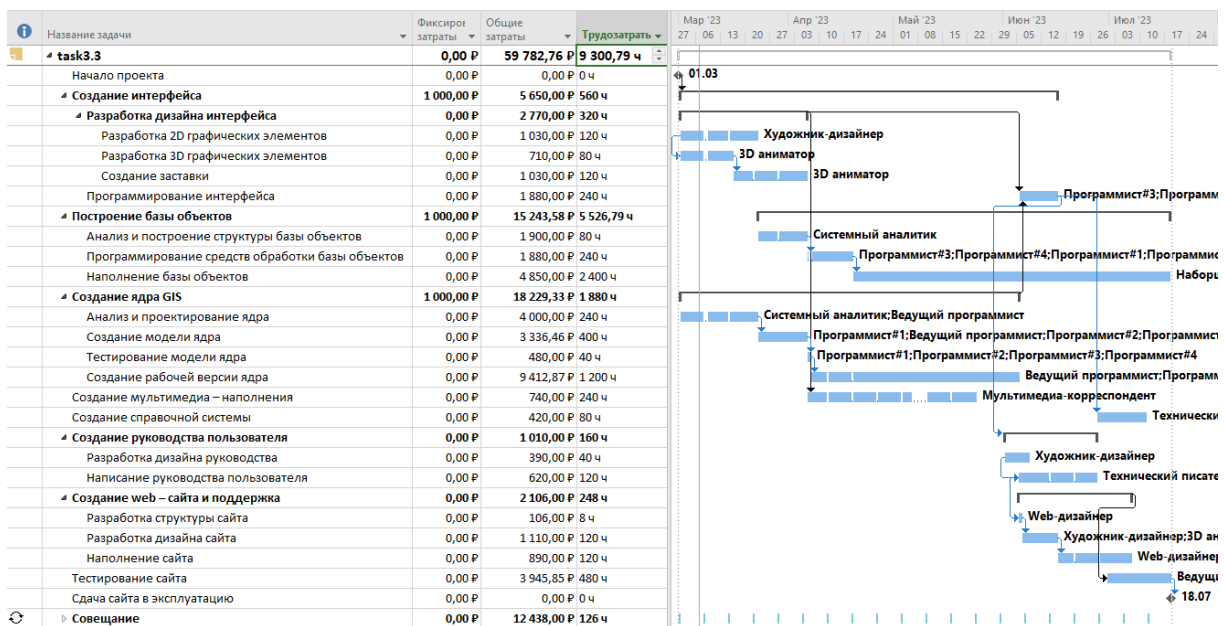 Фиксиро Общие
Название задачи затраты затраты Трудозатрать
Мар '23 Апр '23 Май '23 Июн '23 Июл '23
27 06 13 20 27 03 10 17 24 01 08 15 22 29 05 12 19 26 03 10 17 24
task3.3 0,00 ₽ 59 782,76 ₽ 9 300,79 ч
Начало проекта 0,00 ₽ 0,00 ₽ 0 ч 01.03
Создание интерфейса 1 000,00 ₽ 5 650,00 ₽ 560 ч
Разработка дизайна интерфейса 0,00 ₽ 2 770,00 ₽ 320 ч
Разработка 2D графических элементов 0,00 ₽ 1 030,00 ₽ 120 ч Художник-дизайнер
Разработка 3D графических элементов 0,00 ₽ 710,00 ₽ 80 ч 3D аниматор
Создание заставки 0,00 ₽ 1 030,00 ₽ 120 ч 3D аниматор
Программирование интерфейса 0,00 ₽ 1 880,00 ₽ 240 ч Программист#3;Программ
Построение базы объектов 1 000,00 ₽ 15 243,58 ₽ 5 526,79 ч
Анализ и построение структуры базы объектов 0,00 ₽ 1 900,00 ₽ 80 ч Системный аналитик
Программирование средств обработки базы объектов 0,00 ₽ 1 880,00 ₽ 240 ч Программист#3;Программист#4;Программист#1;Программис
Наполнение базы объектов 0,00 ₽ 4 850,00 ₽ 2 400 ч Наборщ
Создание ядра GIS 1 000,00 ₽ 18 229,33 ₽ 1 880 ч
Анализ и проектирование ядра 0,00 ₽ 4 000,00 ₽ 240 ч Системный аналитик;Ведущий программист
Создание модели ядра 0,00 ₽ 3 336,46 ₽ 400 ч Программист#1;Ведущий программист;Программист#2;Программист
Тестирование модели ядра 0,00 ₽ 480,00 ₽ 40 ч Программист#1;Программист#2;Программист#3;Программист#4
Создание рабочей версии ядра 0,00 ₽ 9 412,87 ₽ 1 200 ч Ведущий программист;Программ
Создание мультимедиа – наполнения 0,00 ₽ 740,00 ₽ 240 ч Мультимедиа-корреспондент
Создание справочной системы 0,00 ₽ 420,00 ₽ 80 ч Технически
Создание руководства пользователя 0,00 ₽ 1 010,00 ₽ 160 ч
Разработка дизайна руководства 0,00 ₽ 390,00 ₽ 40 ч Художник-дизайнер
Написание руководства пользователя 0,00 ₽ 620,00 ₽ 120 ч Технический писате
Создание web – сайта и поддержка 0,00 ₽ 2 106,00 ₽ 248 ч
Разработка структуры сайта 0,00 ₽ 106,00 ₽ 8 ч Web-дизайнер
Разработка дизайна сайта 0,00 ₽ 1 110,00 ₽ 120 ч Художник-дизайнер;3D ан
Наполнение сайта 0,00 ₽ 890,00 ₽ 120 ч Web-дизайнер
Тестирование сайта 0,00 ₽ 3 945,85 ₽ 480 ч Ведущи
Сдача сайта в эксплуатацию 0,00 ₽ 0,00 ₽ 0 ч 18.07
Совещание 0,00 ₽ 12 438,00 ₽ 126 ч